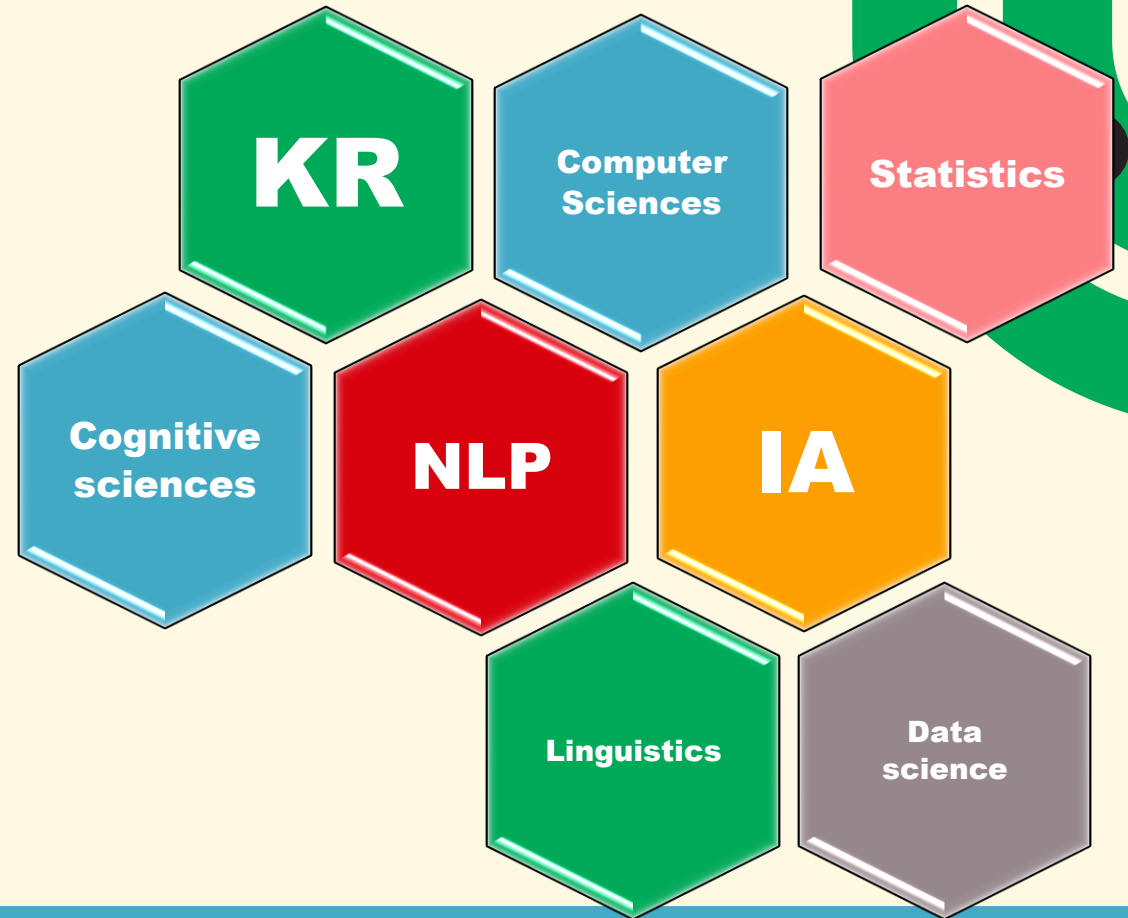 KR
Computer
Sciences
Statistics
Cognitive
sciences
NLP
IA
Linguistics
Data
science